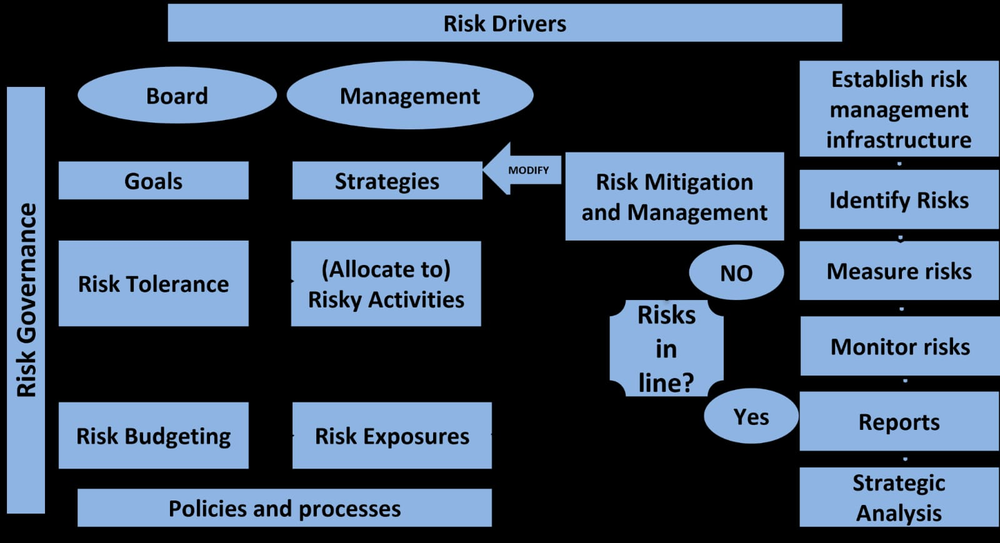 Risk Drivers
Board
Management
Establish risk
management
infrastructure
Risk Governance
Goals
Strategies
MODIFY
Risk Mitigation
and Management
Identify Risks
Risk Tolerance
(Allocate to)
Risky Activities
NO
Measure risks
Risks
in
line?
Monitor risks
Risk Budgeting
Risk Exposures
Yes
Reports
Policies and processes
Strategic
Analysis